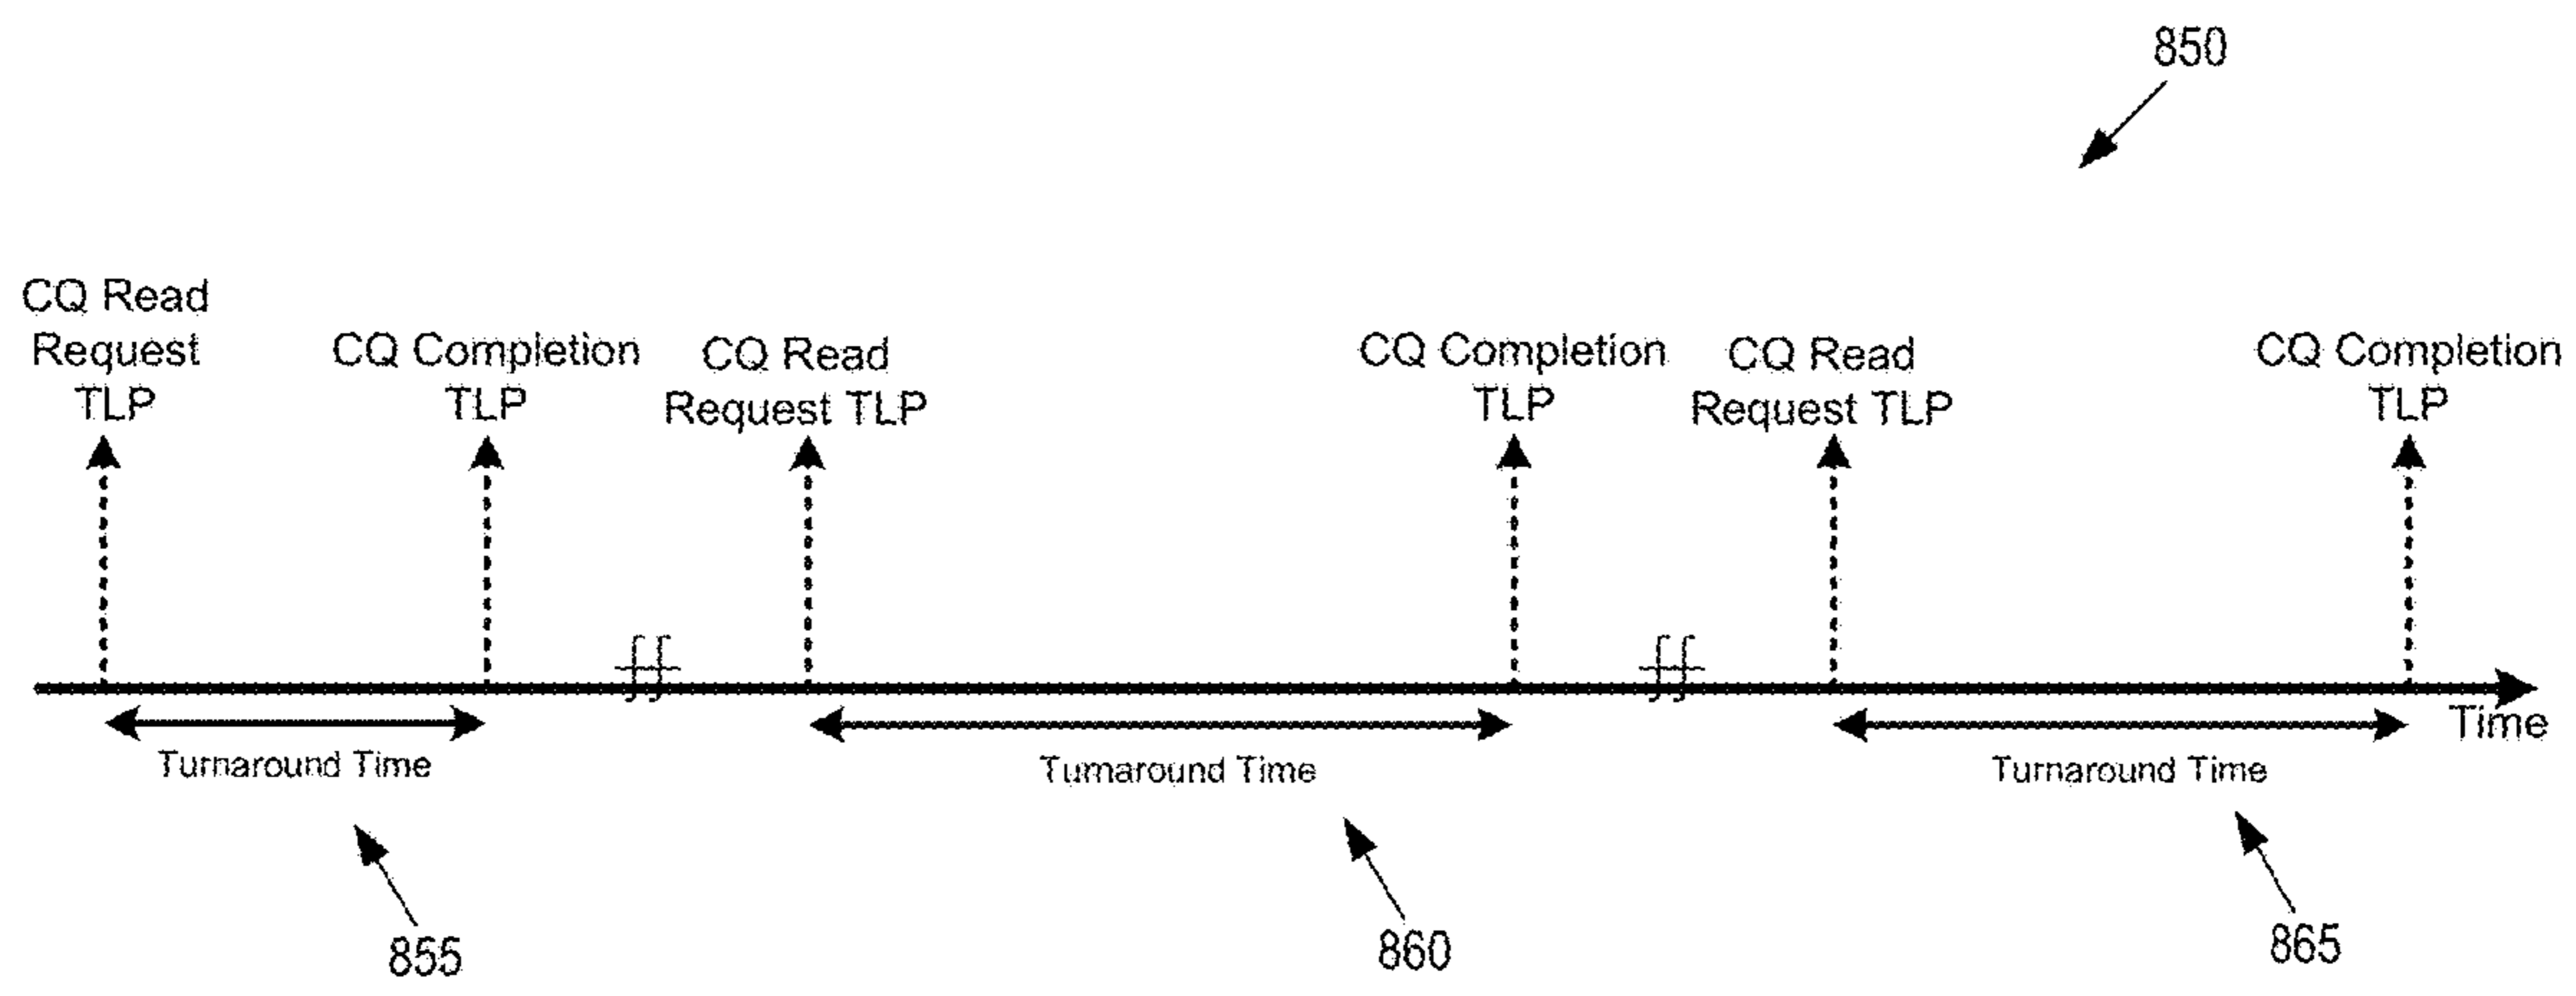 850
CQ Read
Request
TLP
CQ Completion
TLP
CQ Read
Request TLP
CQ Completion
TLP
CQ Read
Request TLP
CQ Completion
TLP
Time
Turnaround Time
Turnaround Time
Turnaround Time
855
860
865